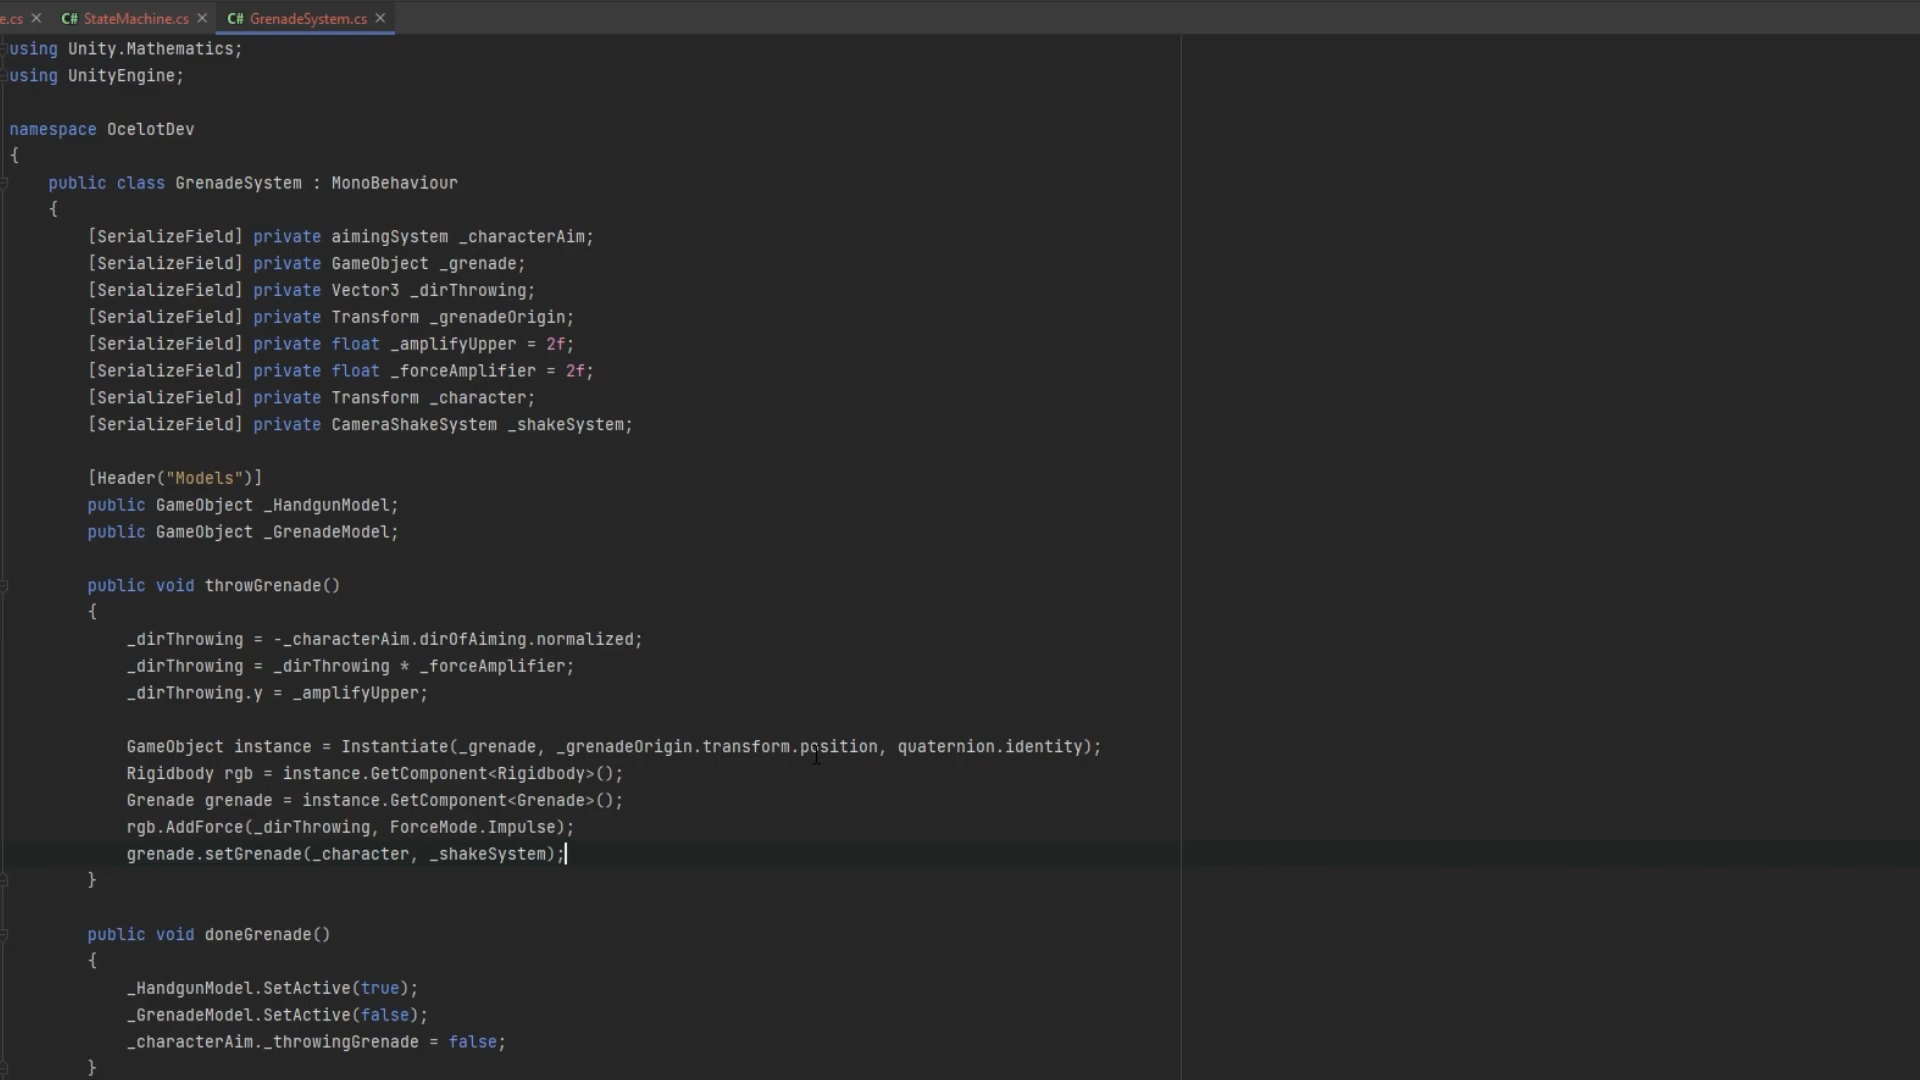 e.cs
C# StateMachine.cs
C# GrenadeSystem.cs
using Unity.Mathematics;
using UnityEngine;
namespace OcelotDev
{
public class GrenadeSystem : MonoBehaviour
{
[SerializeField] private aimingSystem _characterAim;
[SerializeField] private GameObject _grenade;
[SerializeField] private Vector3 _dirThrowing;
[SerializeField] private Transform _grenadeOrigin;
[SerializeField] private float _amplifyUpper = 2f;
[SerializeField] private float _forceAmplifier = 2f;
[SerializeField] private Transform _character;
[SerializeField] private CameraShakeSystem _shakeSystem;
[Header("Models")]
public GameObject _HandgunModel;
public GameObject _GrenadeModel;
public void throwGrenade()
{
_dirThrowing = -_characterAim.dirOfAiming.normalized;
_dirThrowing = _dirThrowing * _forceAmplifier;
_dirThrowing.y = _amplifyUpper;
GameObject instance = Instantiate(_grenade, _grenadeOrigin.transform.position, quaternion.identity);
Rigidbody rgb = instance.GetComponent<Rigidbody>();
Grenade grenade = instance.GetComponent<Grenade>();
rgb.AddForce(_dirThrowing, ForceMode.Impulse);
grenade.setGrenade(_character, _shakeSystem);
}
public void doneGrenade()
{
_HandgunModel.SetActive(true);
_GrenadeModel.SetActive(false);
_characterAim._throwingGrenade = false;
}